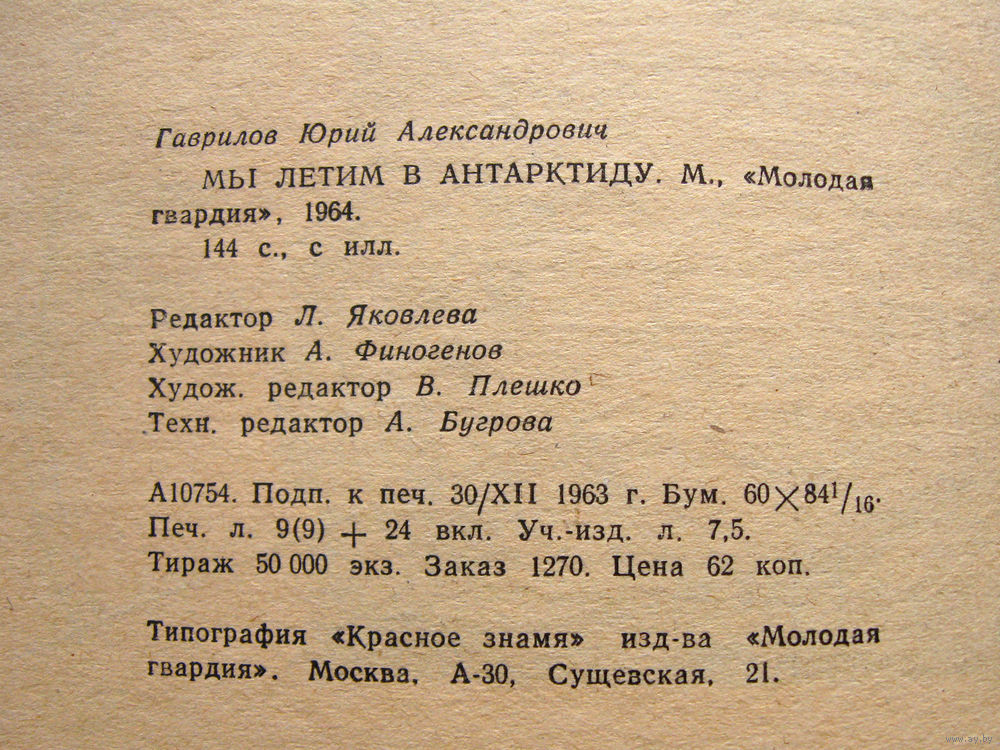 Гаврилов Юрий Александрович
МЫ ЛЕТИМ В АНТАРКТИДУ. М., «Молодая
гвардия», 1964.
144 с., с илл.
Редактор Л. Яковлева
Художник А. Финогенов
Худож. редактор В. Плешко
Техн. редактор А. Бугрова
А10754. Подп. к печ. 30/XII 1963 г. Бум. 60×84¹/₁₆.
Печ. л. 9(9) + 24 вкл. Уч.-изд. л. 7,5.
Тираж 50 000 экз. Заказ 1270. Цена 62 коп.
Типография «Красное знамя» изд-ва «Молодая
гвардия». Москва, А-30, Сущевская, 21.
www.ay.by